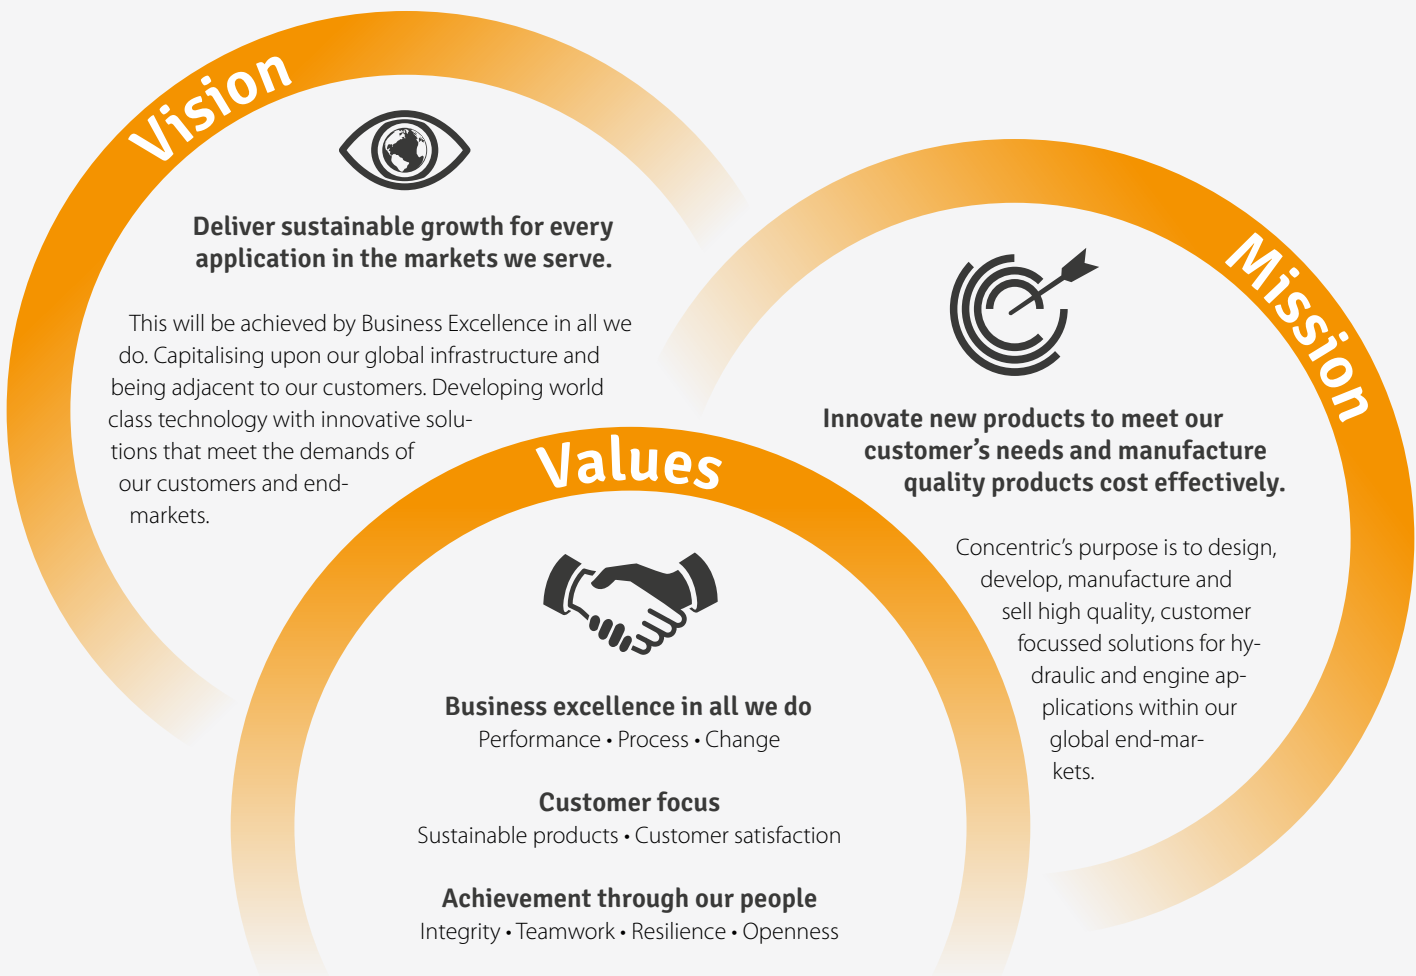 Vision
Deliver sustainable growth for every
application in the markets we serve.
This will be achieved by Business Excellence in all we
do. Capitalising upon our global infrastructure and
being adjacent to our customers. Developing world
class technology with innovative solu-
tions that meet the demands of
our customers and end-
markets.
Mission
Innovate new products to meet our
customer’s needs and manufacture
quality products cost effectively.
Concentric’s purpose is to design,
develop, manufacture and
sell high quality, customer
focussed solutions for hy-
draulic and engine ap-
plications within our
global end-mar-
kets.
Values
Business excellence in all we do
Performance • Process • Change
Customer focus
Sustainable products • Customer satisfaction
Achievement through our people
Integrity • Teamwork • Resilience • Openness